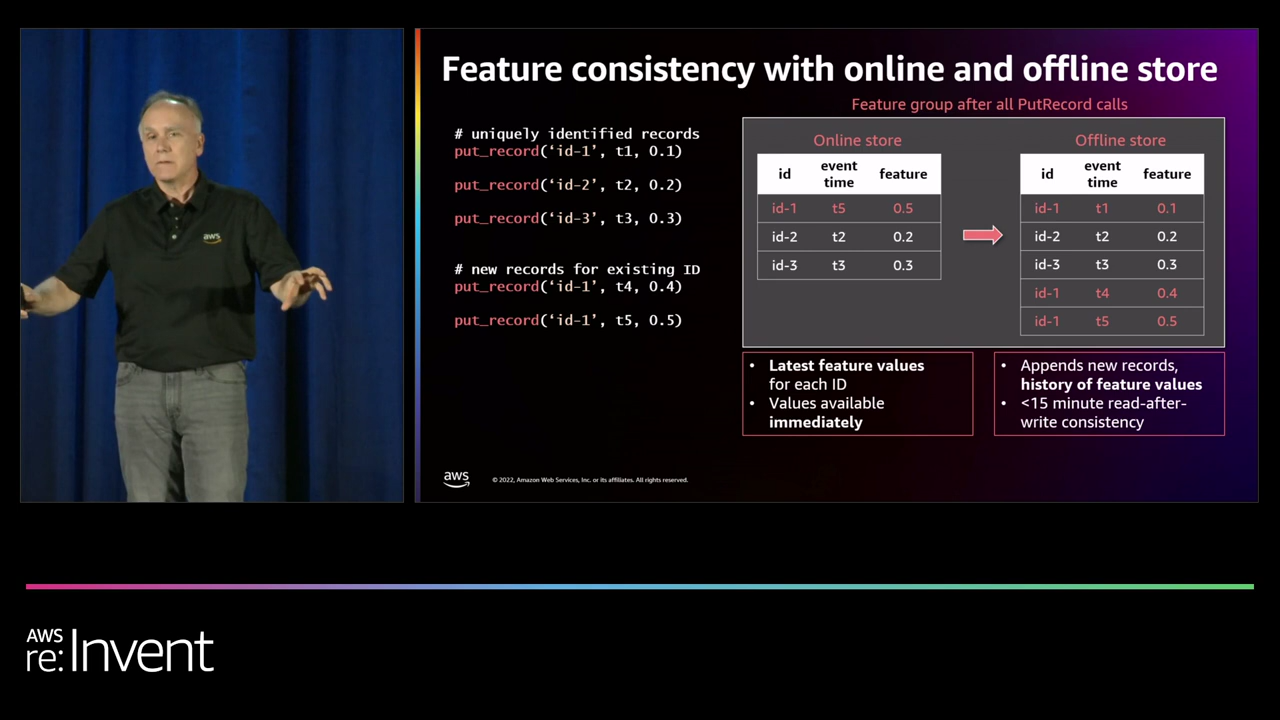 aws
Feature consistency with online and offline store
Feature group after all PutRecord calls
# uniquely identified records
put_record(‘id-1’, t1, 0.1)
put_record(‘id-2’, t2, 0.2)
put_record(‘id-3’, t3, 0.3)
# new records for existing ID
put_record(‘id-1’, t4, 0.4)
put_record(‘id-1’, t5, 0.5)
Online store
id event time feature
id-1 t5 0.5
id-2 t2 0.2
id-3 t3 0.3
Offline store
id event time feature
id-1 t1 0.1
id-2 t2 0.2
id-3 t3 0.3
id-1 t4 0.4
id-1 t5 0.5
• Latest feature values
for each ID
• Values available
immediately
• Appends new records,
history of feature values
• <15 minute read-after-
write consistency
aws
© 2022, Amazon Web Services, Inc. or its affiliates. All rights reserved.
AWS
re:Invent